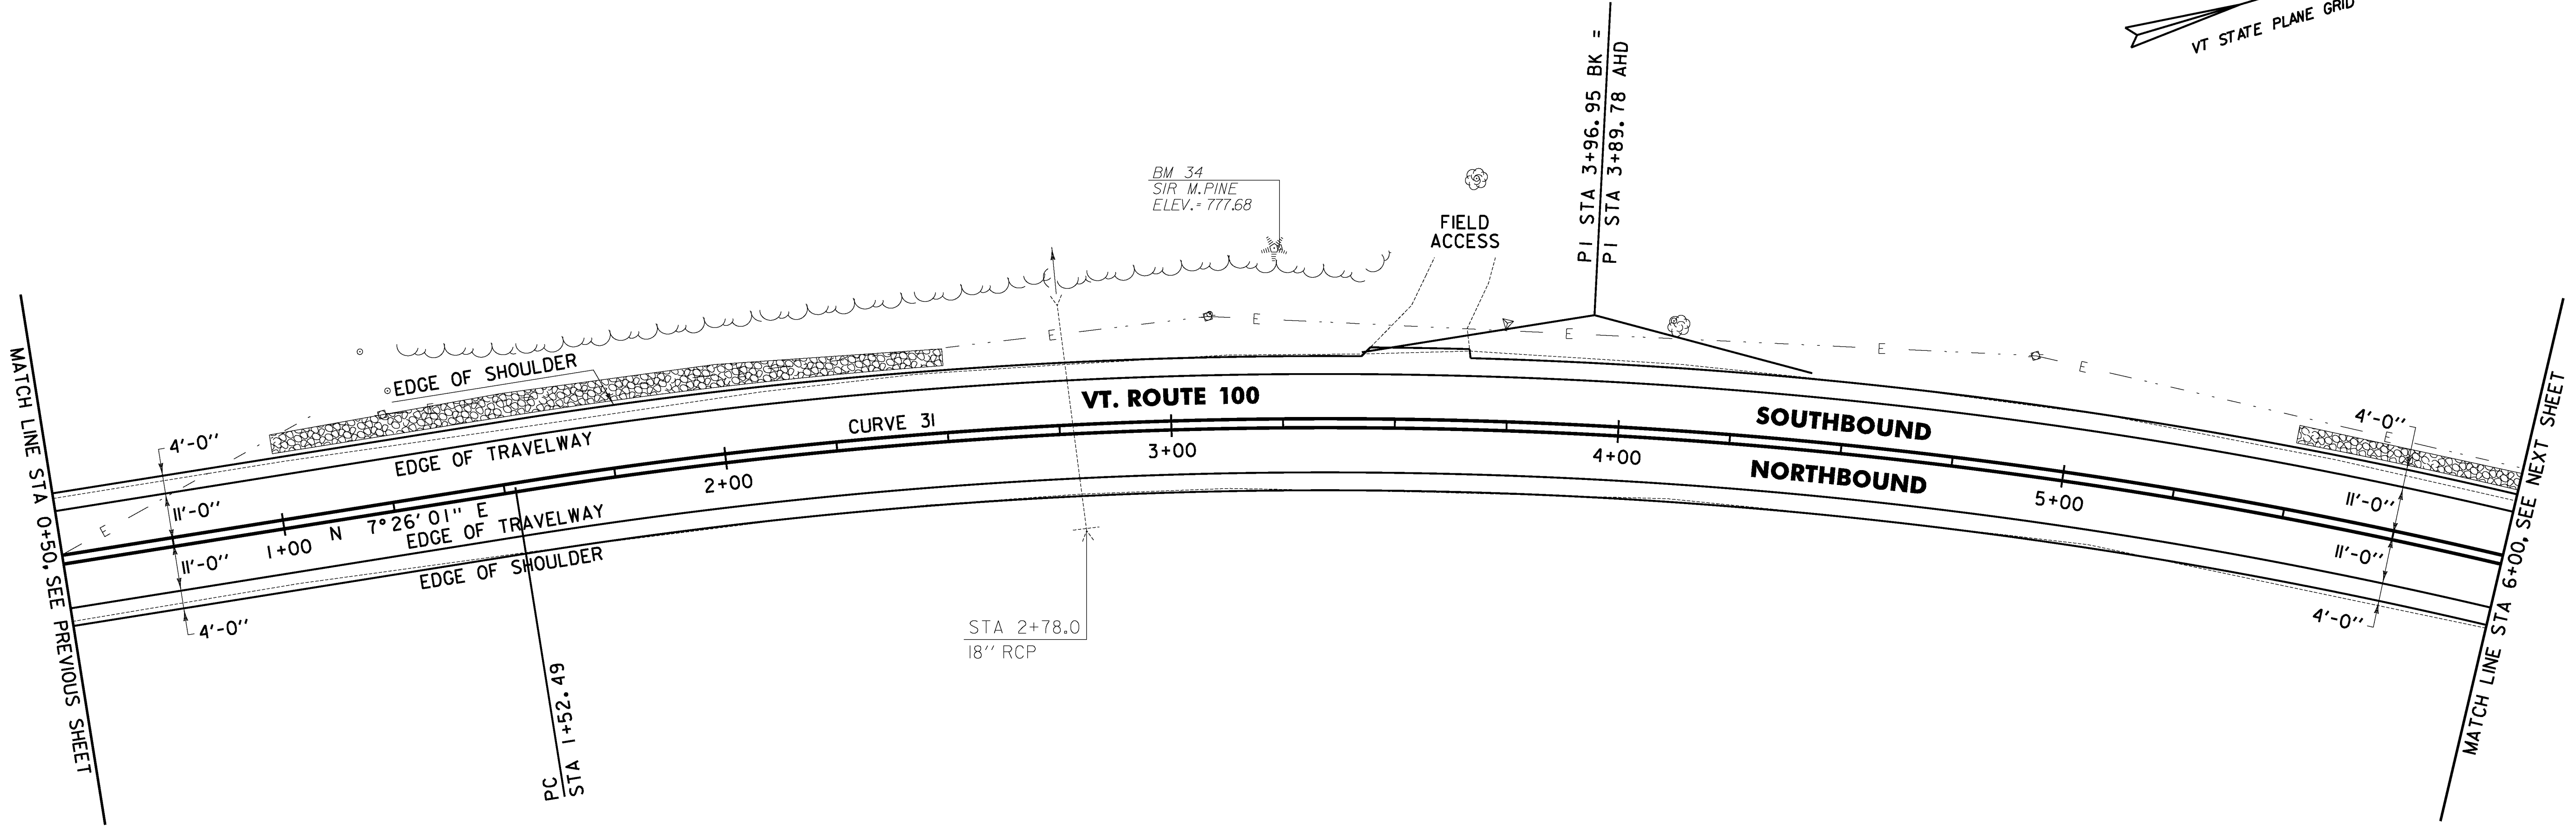 VT STATE PLANE GRID
PI STA 3+96.95 BK =
PI STA 3+89.78 AHD
BM 34
SIR M.PINE
ELEV.= 777.68
FIELD
ACCESS
E
E
E
E
E
E
E
E
E
MATCH LINE STA 0+50, SEE PREVIOUS SHEET
EDGE OF SHOULDER
4'-0''
11'-0''
11'-0''
4'-0''
EDGE OF TRAVELWAY
1+00
N 7°26'01" E
EDGE OF TRAVELWAY
EDGE OF SHOULDER
2+00
CURVE 31
VT. ROUTE 100
3+00
4+00
SOUTHBOUND
NORTHBOUND
5+00
4'-0''
11'-0''
11'-0''
4'-0''
MATCH LINE STA 6+00, SEE NEXT SHEET
STA 2+78.0
18'' RCP
PC
STA 1+52.49